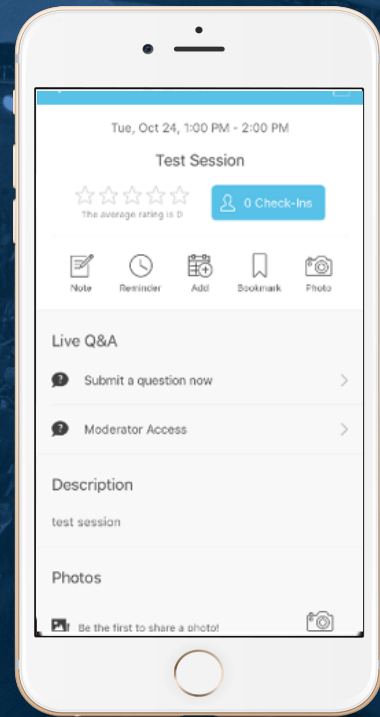 Tue, Oct 24, 1:00 PM - 2:00 PM
Test Session
The average rating is 0
0 Check-Ins
Note Reminder Add Bookmark Photo
Live Q&A
Submit a question now
Moderator Access
Description
test session
Photos
Be the first to share a photo!